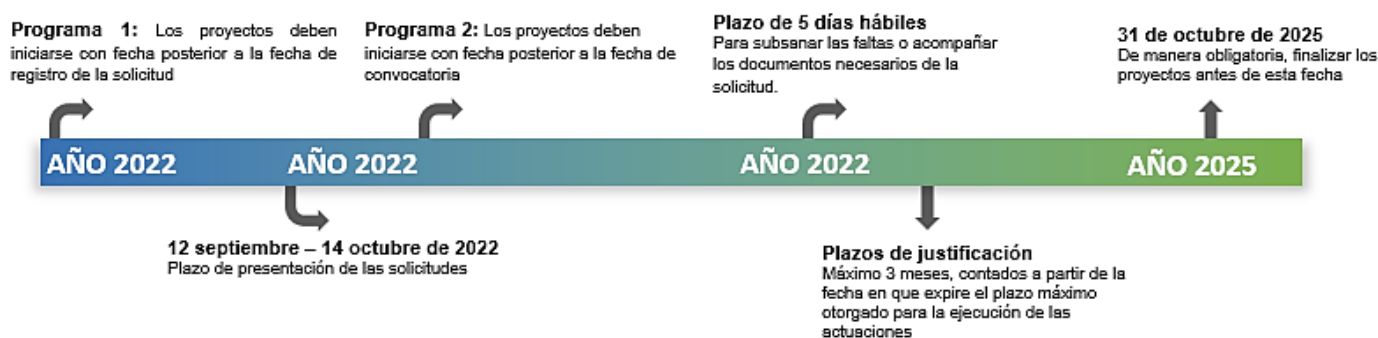 Programa 1: Los proyectos deben
iniciarse con fecha posterior a la fecha de
registro de la solicitud
Programa 2: Los proyectos deben
iniciarse con fecha posterior a la fecha de
convocatoria
Plazo de 5 días hábiles
Para subsanar las faltas o acompañar
los documentos necesarios de la
solicitud.
31 de octubre de 2025
De manera obligatoria, finalizar los
proyectos antes de esta fecha
AÑO 2022
AÑO 2022
AÑO 2022
AÑO 2025
12 septiembre – 14 octubre de 2022
Plazo de presentación de las solicitudes
Plazos de justificación
Máximo 3 meses, contados a partir de la
fecha en que expire el plazo máximo
otorgado para la ejecución de las
actuaciones